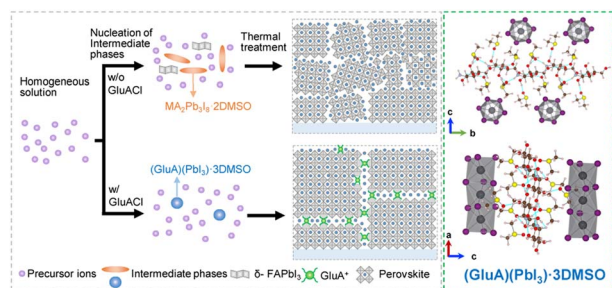 Nucleation of
Intermediate
phases
Thermal
treatment
Homogeneous
solution
w/o
GluACl
MA₂Pb₃I₈·2DMSO
(GluA)(PbI₃)·3DMSO
w/
GluACl
Precursor ions
Intermediate phases
δ- FAPbI₃
GluA⁺
Perovskite
c
b
a
c
(GluA)(PbI₃)·3DMSO